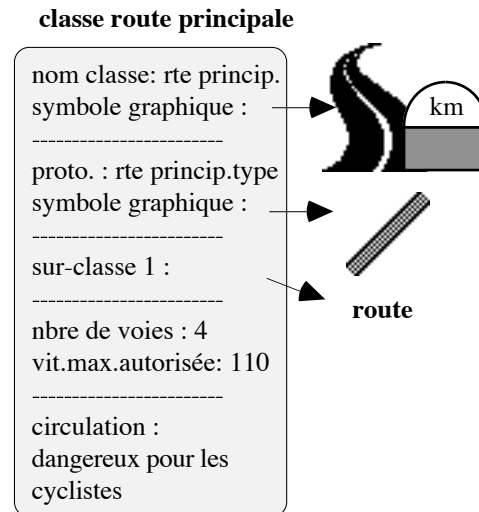 classe route principale
nom classe: rte princip.
symbole graphique :
-----------------------
proto. : rte princip.type
symbole graphique :
-----------------------
sur-classe 1 :
-----------------------
nbre de voies : 4
vit.max.autorisée: 110
-----------------------
circulation :
dangereux pour les
cyclistes
km
route